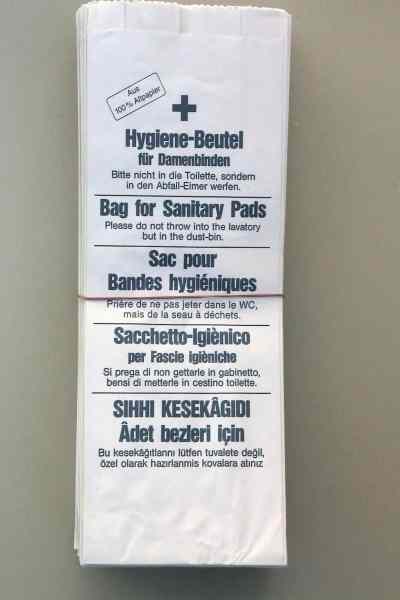 Aus
100% Altpapier
Hygiene-Beutel
für Damenbinden
Bitte nicht in die Toilette, sondern
in den Abfall-Eimer werfen.
Bag for Sanitary Pads
Please do not throw into the lavatory
but in the dust-bin.
Sac pour
Bandes hygiéniques
Prière de ne pas jeter dans le WC,
mais de la seau à déchets.
Sacchetto-Igiènico
per Fascie igièniche
Si prega di non gettarle in gabinetto,
bensi di metterle in cestino toilette.
SIHHI KESEKÂGIDI
Âdet bezleri için
Bu kesekâğıtlannı lütfen tuvalete değil,
özel olarak hazırlanmis kovalara atınız